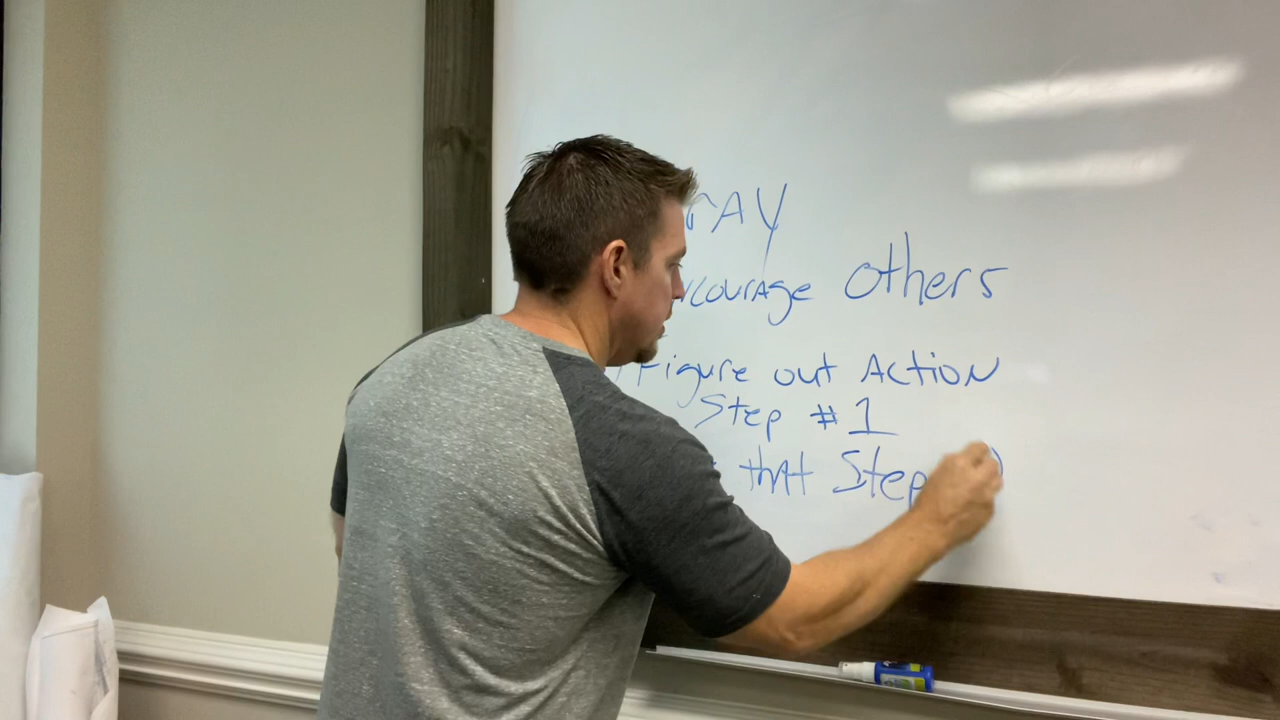 rAY
ncourage others
Figure out Action
Step # 1
that Step